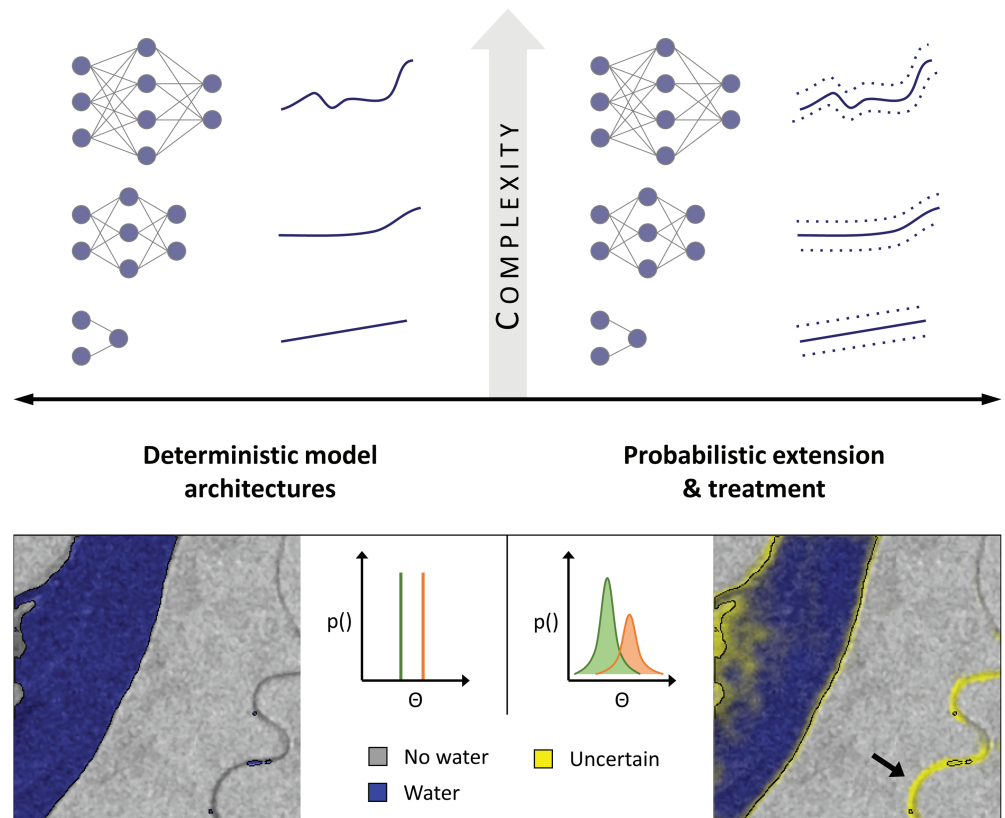 COMPLEXITY
Deterministic model
architectures
Probabilistic extension
& treatment
p()
Θ
p()
Θ
No water
Uncertain
Water